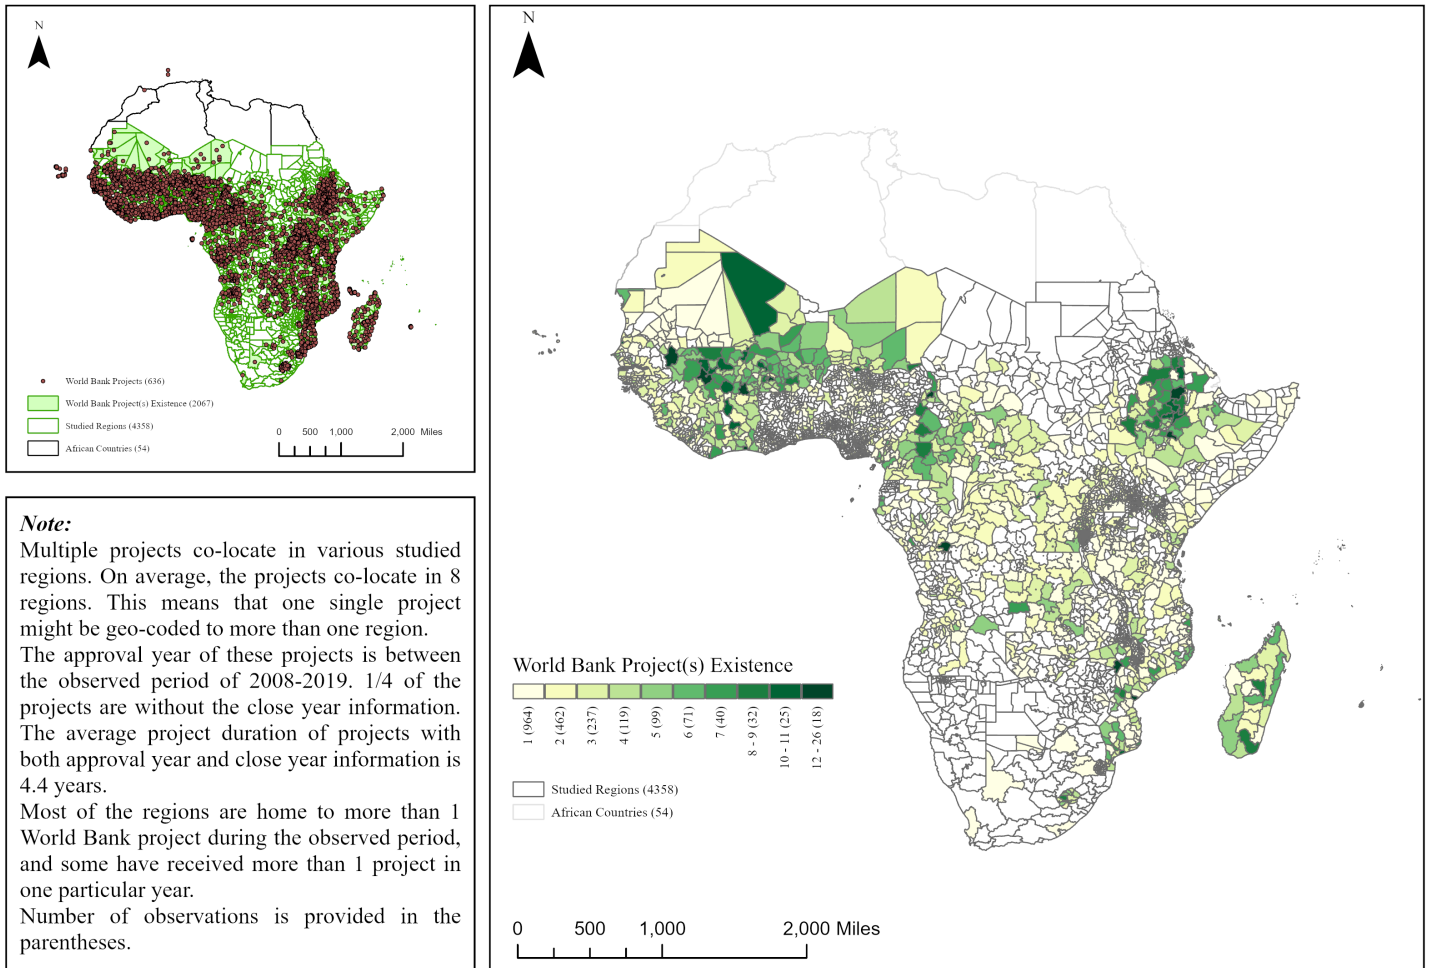 N
World Bank Projects (636)
World Bank Project(s) Existence (2067)
Studied Regions (4358)
African Countries (54)
0 500 1,000 2,000 Miles
Note:
Multiple projects co-locate in various studied
regions. On average, the projects co-locate in 8
regions. This means that one single project
might be geo-coded to more than one region.
The approval year of these projects is between
the observed period of 2008-2019. 1/4 of the
projects are without the close year information.
The average project duration of projects with
both approval year and close year information is
4.4 years.
Most of the regions are home to more than 1
World Bank project during the observed period,
and some have received more than 1 project in
one particular year.
Number of observations is provided in the
parentheses.
N
World Bank Project(s) Existence
1 (964)
2 (462)
3 (237)
4 (119)
5 (99)
6 (71)
7 (40)
8 - 9 (32)
10 - 11 (25)
12 - 26 (18)
Studied Regions (4358)
African Countries (54)
0 500 1,000 2,000 Miles